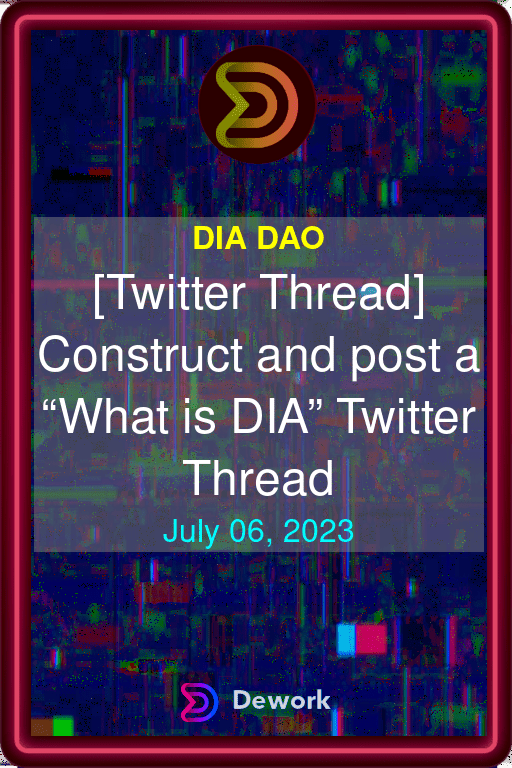 DIA DAO
[Twitter Thread]
Construct and post a
“What is DIA” Twitter
Thread
July 06, 2023
Dework